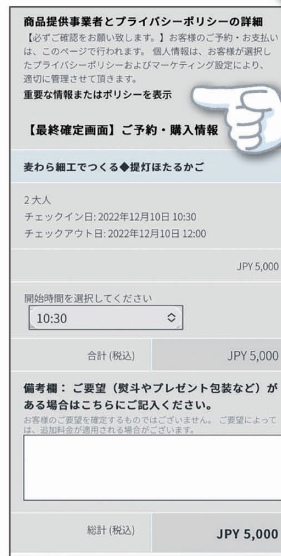 商品提供事業者とプライバシーポリシーの詳細
【必ずご確認をお願い致します。】お客様のご予約・お支払い
は、このページで行われます。 個人情報は、お客様が選択し
たプライバシーポリシーおよびマーケティング設定により、
適切に管理させて頂きます。
重要な情報またはポリシーを表示
【最終確定画面】ご予約・購入情報
麦わら細工でつくる◆提灯ほたるかご
2 大人
チェックイン日: 2022年12月10日 10:30
チェックアウト日: 2022年12月10日 12:00
JPY 5,000
開始時間を選択してください
10:30
合計 (税込) JPY 5,000
備考欄： ご要望（熨斗やプレゼント包装など）が
ある場合はこちらにご記入ください。
お客様のご要望を確定するものではございません。 ご要望によって
は、追加料金が適用される場合がございます。
総計 (税込) JPY 5,000